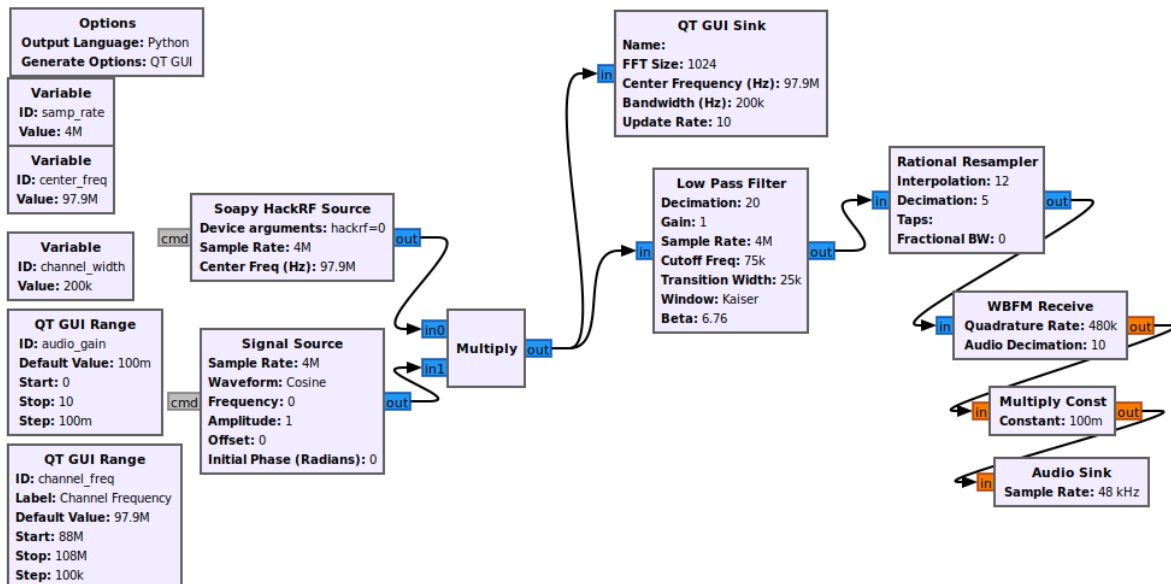 Options
Output Language: Python
Generate Options: QT GUI
Variable
ID: samp_rate
Value: 4M
Variable
ID: center_freq
Value: 97.9M
Variable
ID: channel_width
Value: 200k
QT GUI Range
ID: audio_gain
Default Value: 100m
Start: 0
Stop: 10
Step: 100m
QT GUI Range
ID: channel_freq
Label: Channel Frequency
Default Value: 97.9M
Start: 88M
Stop: 108M
Step: 100k
Soapy HackRF Source
Device arguments: hackrf=0
Sample Rate: 4M
Center Freq (Hz): 97.9M
cmd
out
Signal Source
Sample Rate: 4M
Waveform: Cosine
Frequency: 0
Amplitude: 1
Offset: 0
Initial Phase (Radians): 0
cmd
out
in0
in1
Multiply
out
QT GUI Sink
Name:
FFT Size: 1024
Center Frequency (Hz): 97.9M
Bandwidth (Hz): 200k
Update Rate: 10
in
Low Pass Filter
Decimation: 20
Gain: 1
Sample Rate: 4M
Cutoff Freq: 75k
Transition Width: 25k
Window: Kaiser
Beta: 6.76
in
out
Rational Resampler
Interpolation: 12
Decimation: 5
Taps:
Fractional BW: 0
in
out
WBFM Receive
Quadrature Rate: 480k
Audio Decimation: 10
in
out
Multiply Const
Constant: 100m
in
out
Audio Sink
Sample Rate: 48 kHz
in